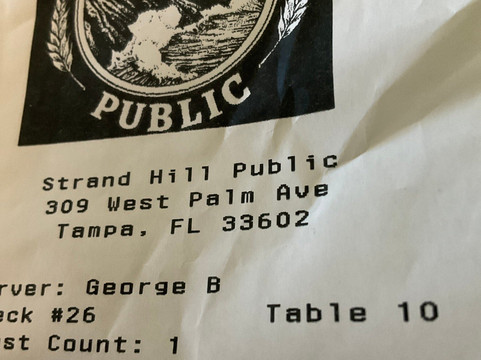 PUBLIC
Strand Hill Public
309 West Palm Ave
Tampa, FL 33602
rver: George B
eck #26 Table 10
st Count: 1